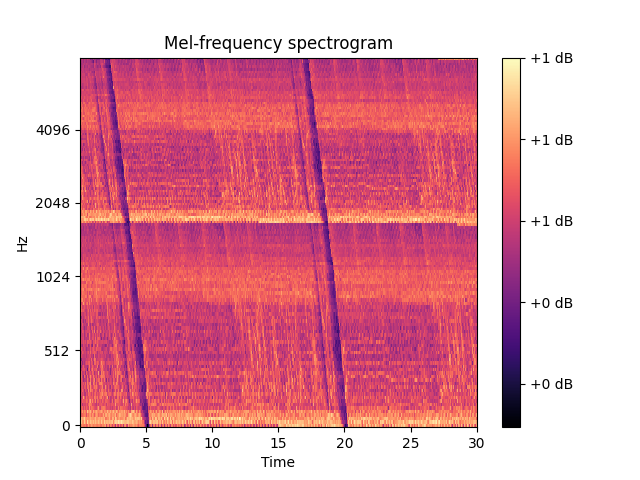 Mel-frequency spectrogram
Hz
4096
2048
1024
512
0
0 5 10 15 20 25 30
Time
+1 dB
+1 dB
+1 dB
+0 dB
+0 dB